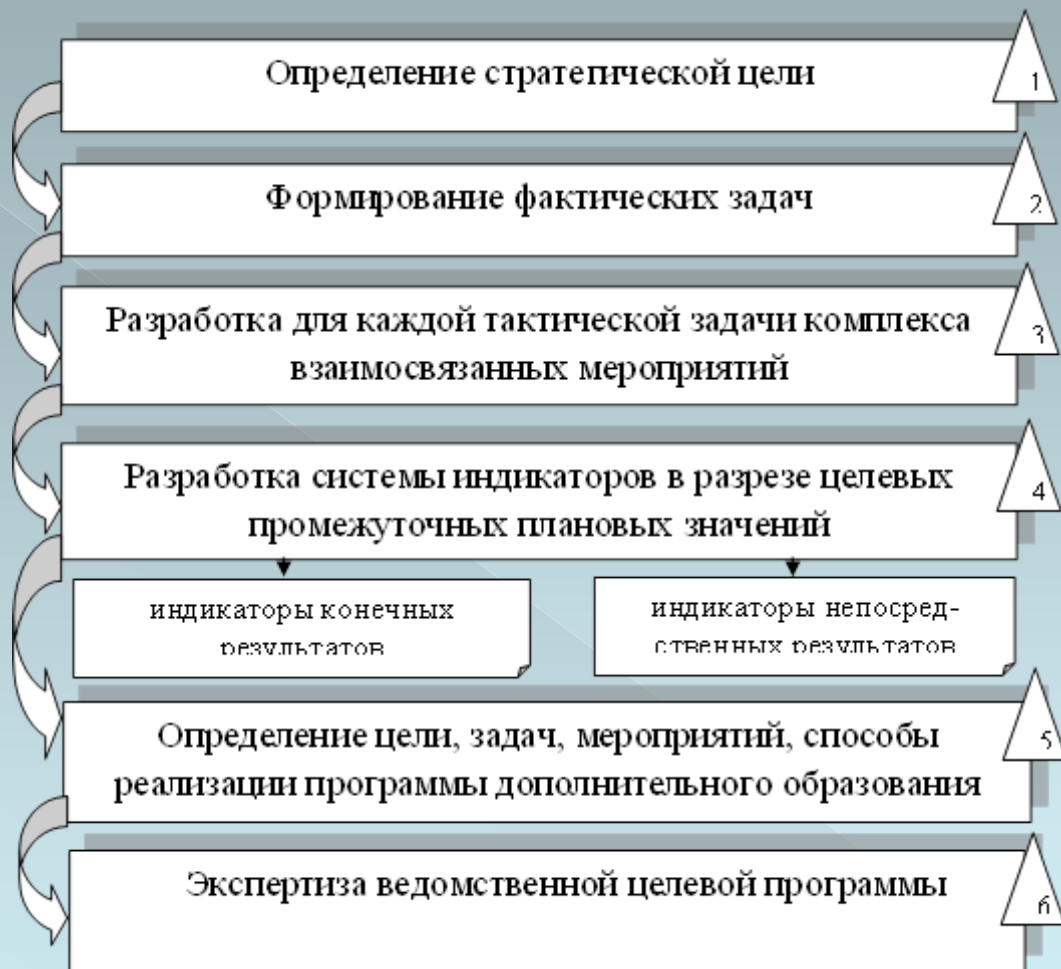 Определение стратегической цели
1
Формирование фактических задач
2
Разработка для каждой тактической задачи комплекса
взаимосвязанных мероприятий
3
Разработка системы индикаторов в разрезе целевых
промежуточных плановых значений
4
индикаторы конечных
результатов
индикаторы непосред-
ственных результатов
Определение цели, задач, мероприятий, способы
реализации программы дополнительного образования
5
Экспертиза ведомственной целевой программы
6